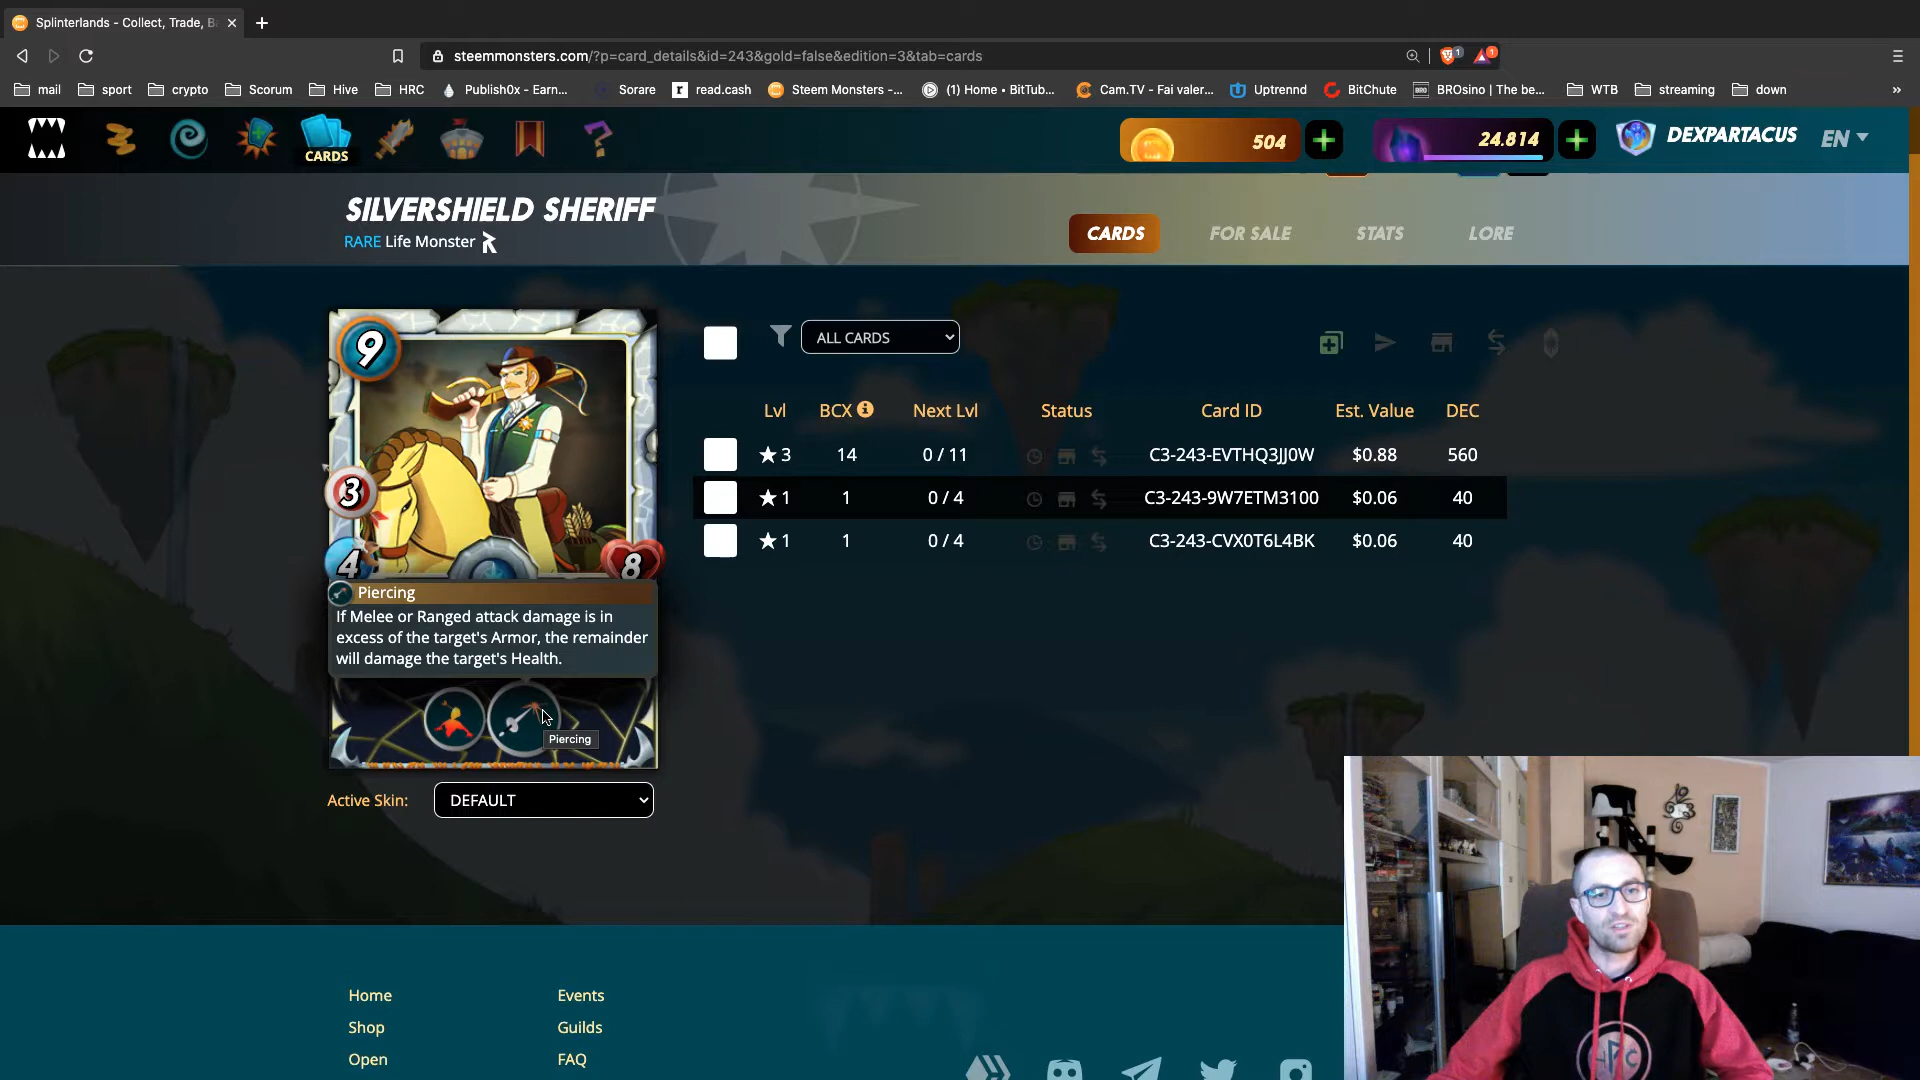 Splinterlands - Collect, Trade, B
steemmonsters.com/?p=card_details&id=243&gold=false&edition=3&tab=cards
1
1
mail
sport
crypto
Scorum
Hive
HRC
Publish0x - Earn...
Sorare
read.cash
Steem Monsters -...
(1) Home • BitTub...
Cam.TV - Fai valer...
Uptrennd
BitChute
BROsino | The be...
WTB
streaming
down
»
CARDS
504
24.814
DEXPARTACUS
EN
SILVERSHIELD SHERIFF
RARE Life Monster
CARDS
FOR SALE
STATS
LORE
9
3
4
8
Piercing
If Melee or Ranged attack damage is in
excess of the target's Armor, the remainder
will damage the target's Health.
Piercing
Active Skin:
DEFAULT
ALL CARDS
Lvl BCX Next Lvl Status Card ID Est. Value DEC
★ 3 14 0 / 11 C3-243-EVTHQ3JJ0W $0.88 560
★ 1 1 0 / 4 C3-243-9W7ETM3100 $0.06 40
★ 1 1 0 / 4 C3-243-CVX0T6L4BK $0.06 40
Home
Events
Shop
Guilds
Open
FAQ